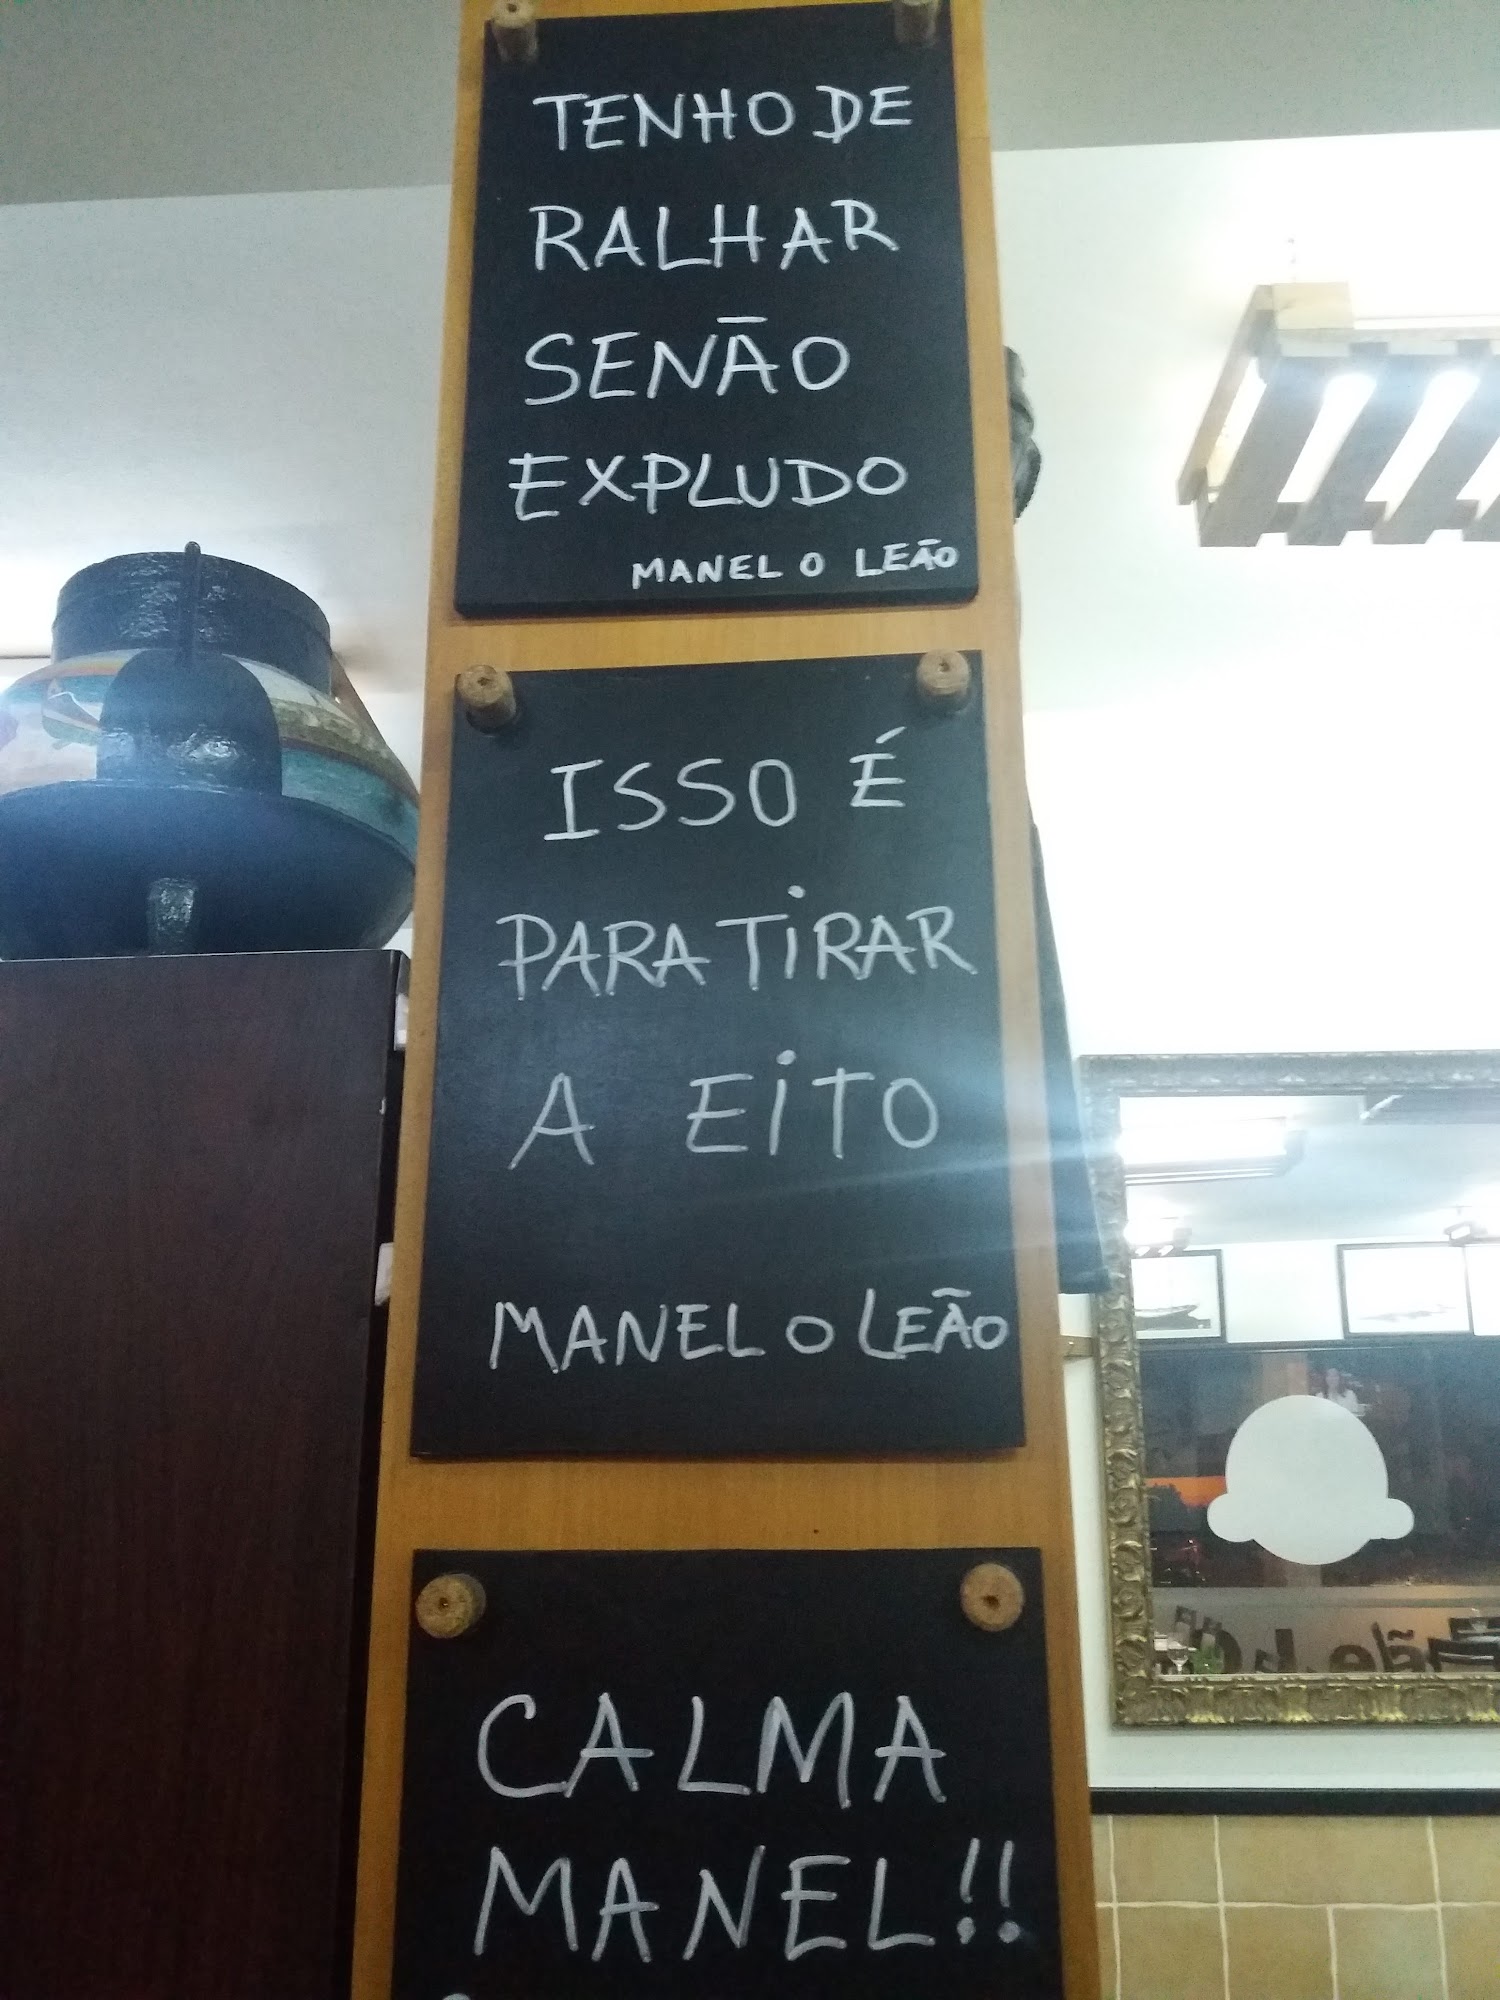 TENHO DE
RALHAR
SENÃO
EXPLUDO
MANEL O LEÃO
ISSO É
PARA TIRAR
A EITO
MANEL O LEÃO
CALMA
MANEL!!